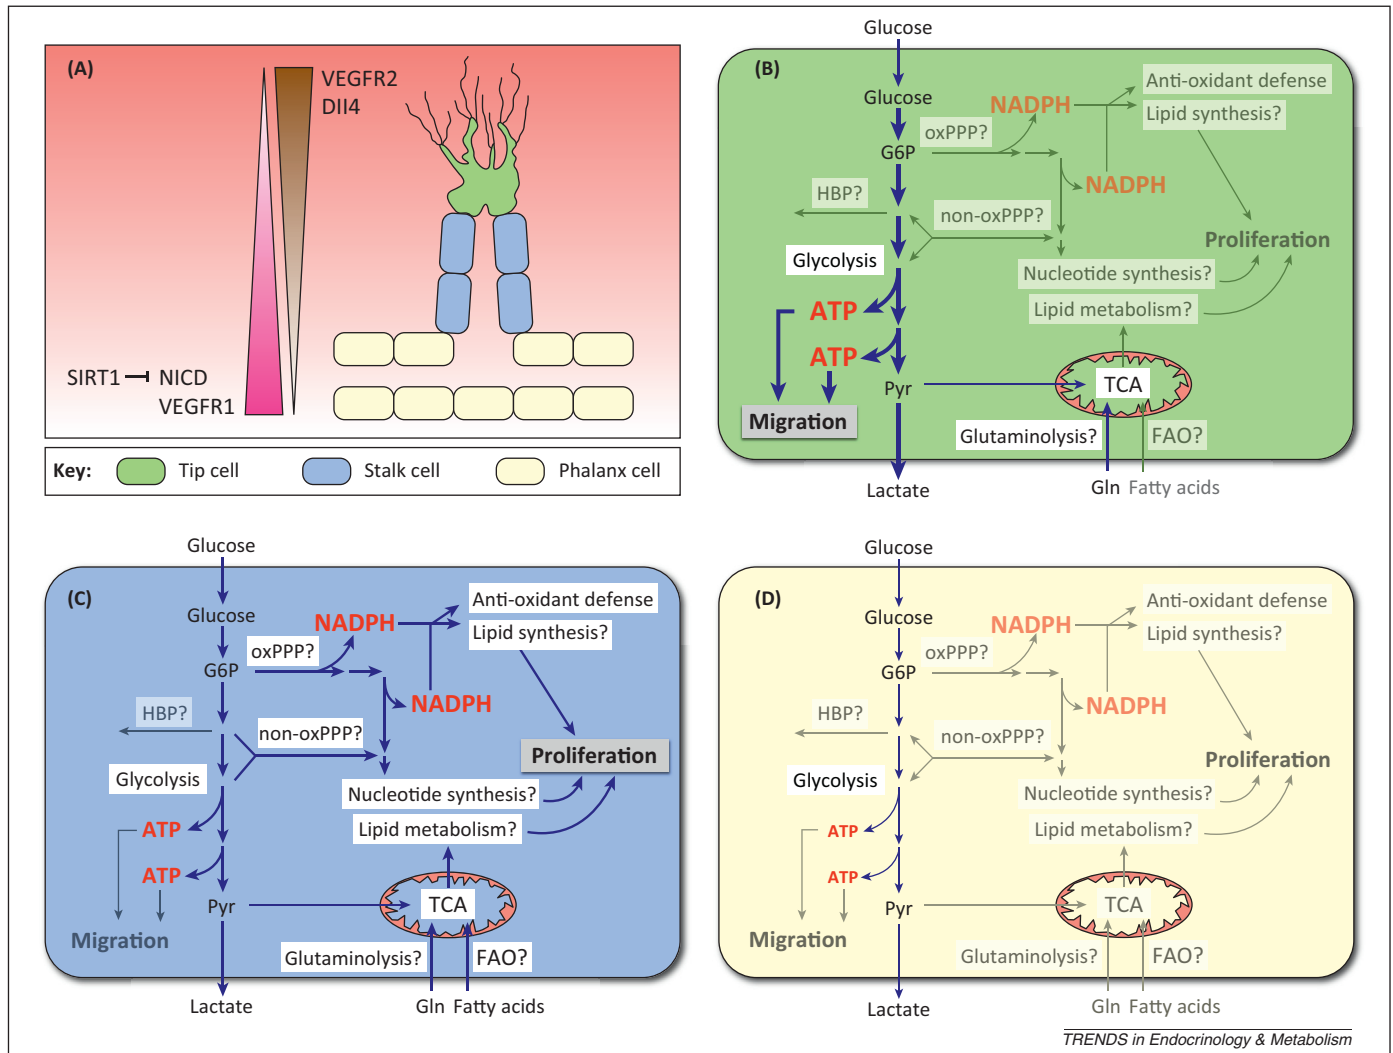 (A)
VEGFR2
Dll4
SIRT1 NICD
VEGFR1
Key: Tip cell Stalk cell Phalanx cell
Glucose
(B)
Glucose
NADPH
Anti-oxidant defense
Lipid synthesis?
oxPPP?
G6P
NADPH
HBP?
non-oxPPP?
Proliferation
Glycolysis
Nucleotide synthesis?
Lipid metabolism?
ATP
ATP
Pyr
TCA
Migration
Glutaminolysis?
FAO?
Lactate
Gln Fatty acids
Glucose
(C)
Glucose
NADPH
Anti-oxidant defense
Lipid synthesis?
oxPPP?
G6P
NADPH
HBP?
non-oxPPP?
Proliferation
Glycolysis
Nucleotide synthesis?
Lipid metabolism?
ATP
ATP
Pyr
TCA
Migration
Glutaminolysis?
FAO?
Lactate
Gln Fatty acids
Glucose
(D)
Glucose
NADPH
Anti-oxidant defense
Lipid synthesis?
oxPPP?
G6P
NADPH
HBP?
non-oxPPP?
Proliferation
Glycolysis
Nucleotide synthesis?
Lipid metabolism?
ATP
ATP
Pyr
TCA
Migration
Glutaminolysis?
FAO?
Lactate
Gln Fatty acids
TRENDS in Endocrinology & Metabolism